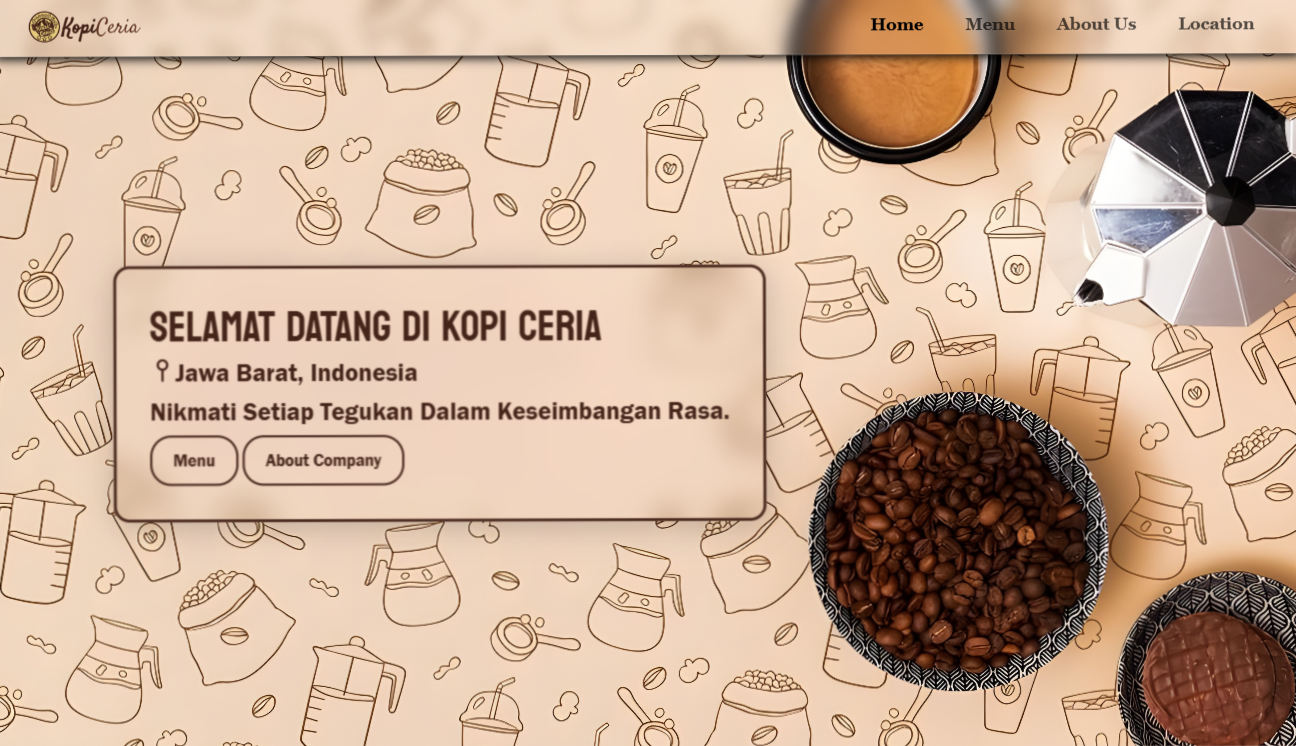 KopiCeria
Home Menu About Us Location
SELAMAT DATANG DI KOPI CERIA
Jawa Barat, Indonesia
Nikmati Setiap Tegukan Dalam Keseimbangan Rasa.
Menu About Company